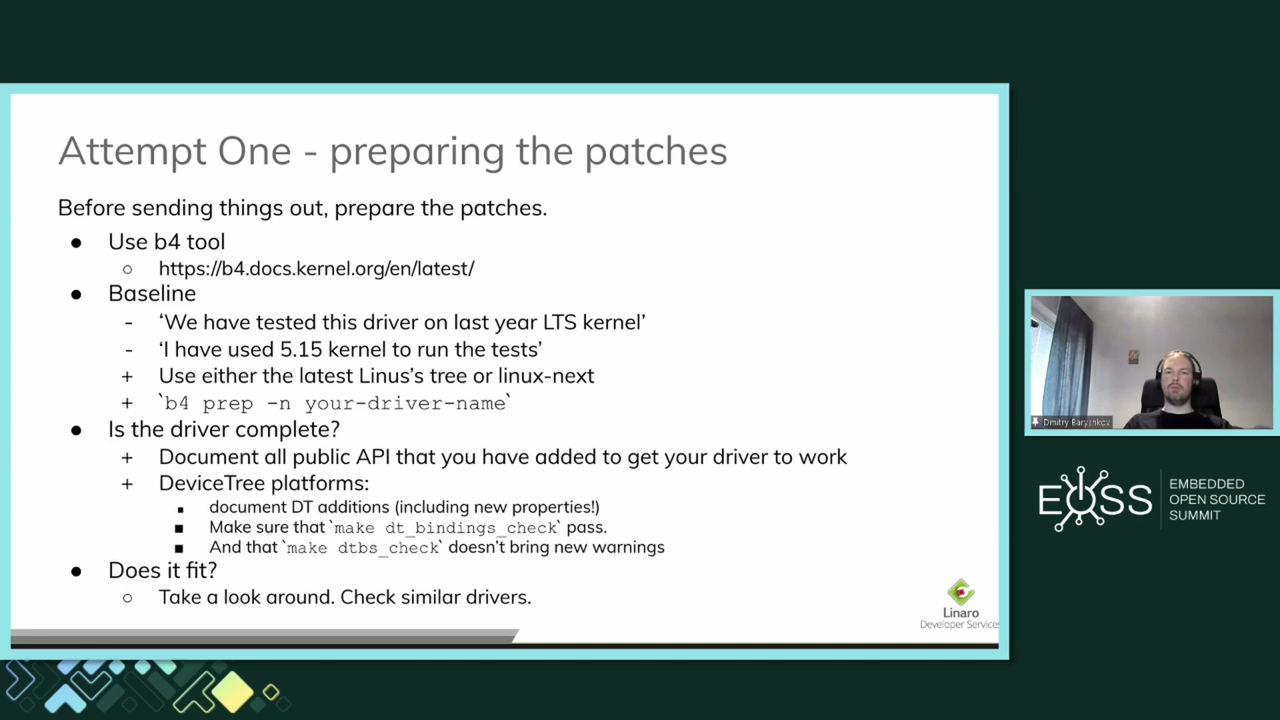 Attempt One - preparing the patches
Before sending things out, prepare the patches.
● Use b4 tool
○ https://b4.docs.kernel.org/en/latest/
● Baseline
- ‘We have tested this driver on last year LTS kernel’
- ‘I have used 5.15 kernel to run the tests’
+ Use either the latest Linus’s tree or linux-next
+ `b4 prep -n your-driver-name`
● Is the driver complete?
+ Document all public API that you have added to get your driver to work
+ DeviceTree platforms:
■ document DT additions (including new properties!)
■ Make sure that `make dt_bindings_check` pass.
■ And that `make dtbs_check` doesn’t bring new warnings
● Does it fit?
○ Take a look around. Check similar drivers.
Linaro
Developer Services
Dmitry Baryshkov
EOSS
EMBEDDED
OPEN SOURCE
SUMMIT